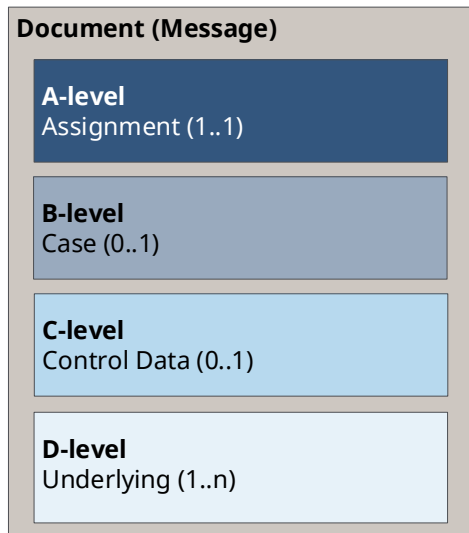 Document (Message)
A-level
Assignment (1..1)
B-level
Case (0..1)
C-level
Control Data (0..1)
D-level
Underlying (1..n)